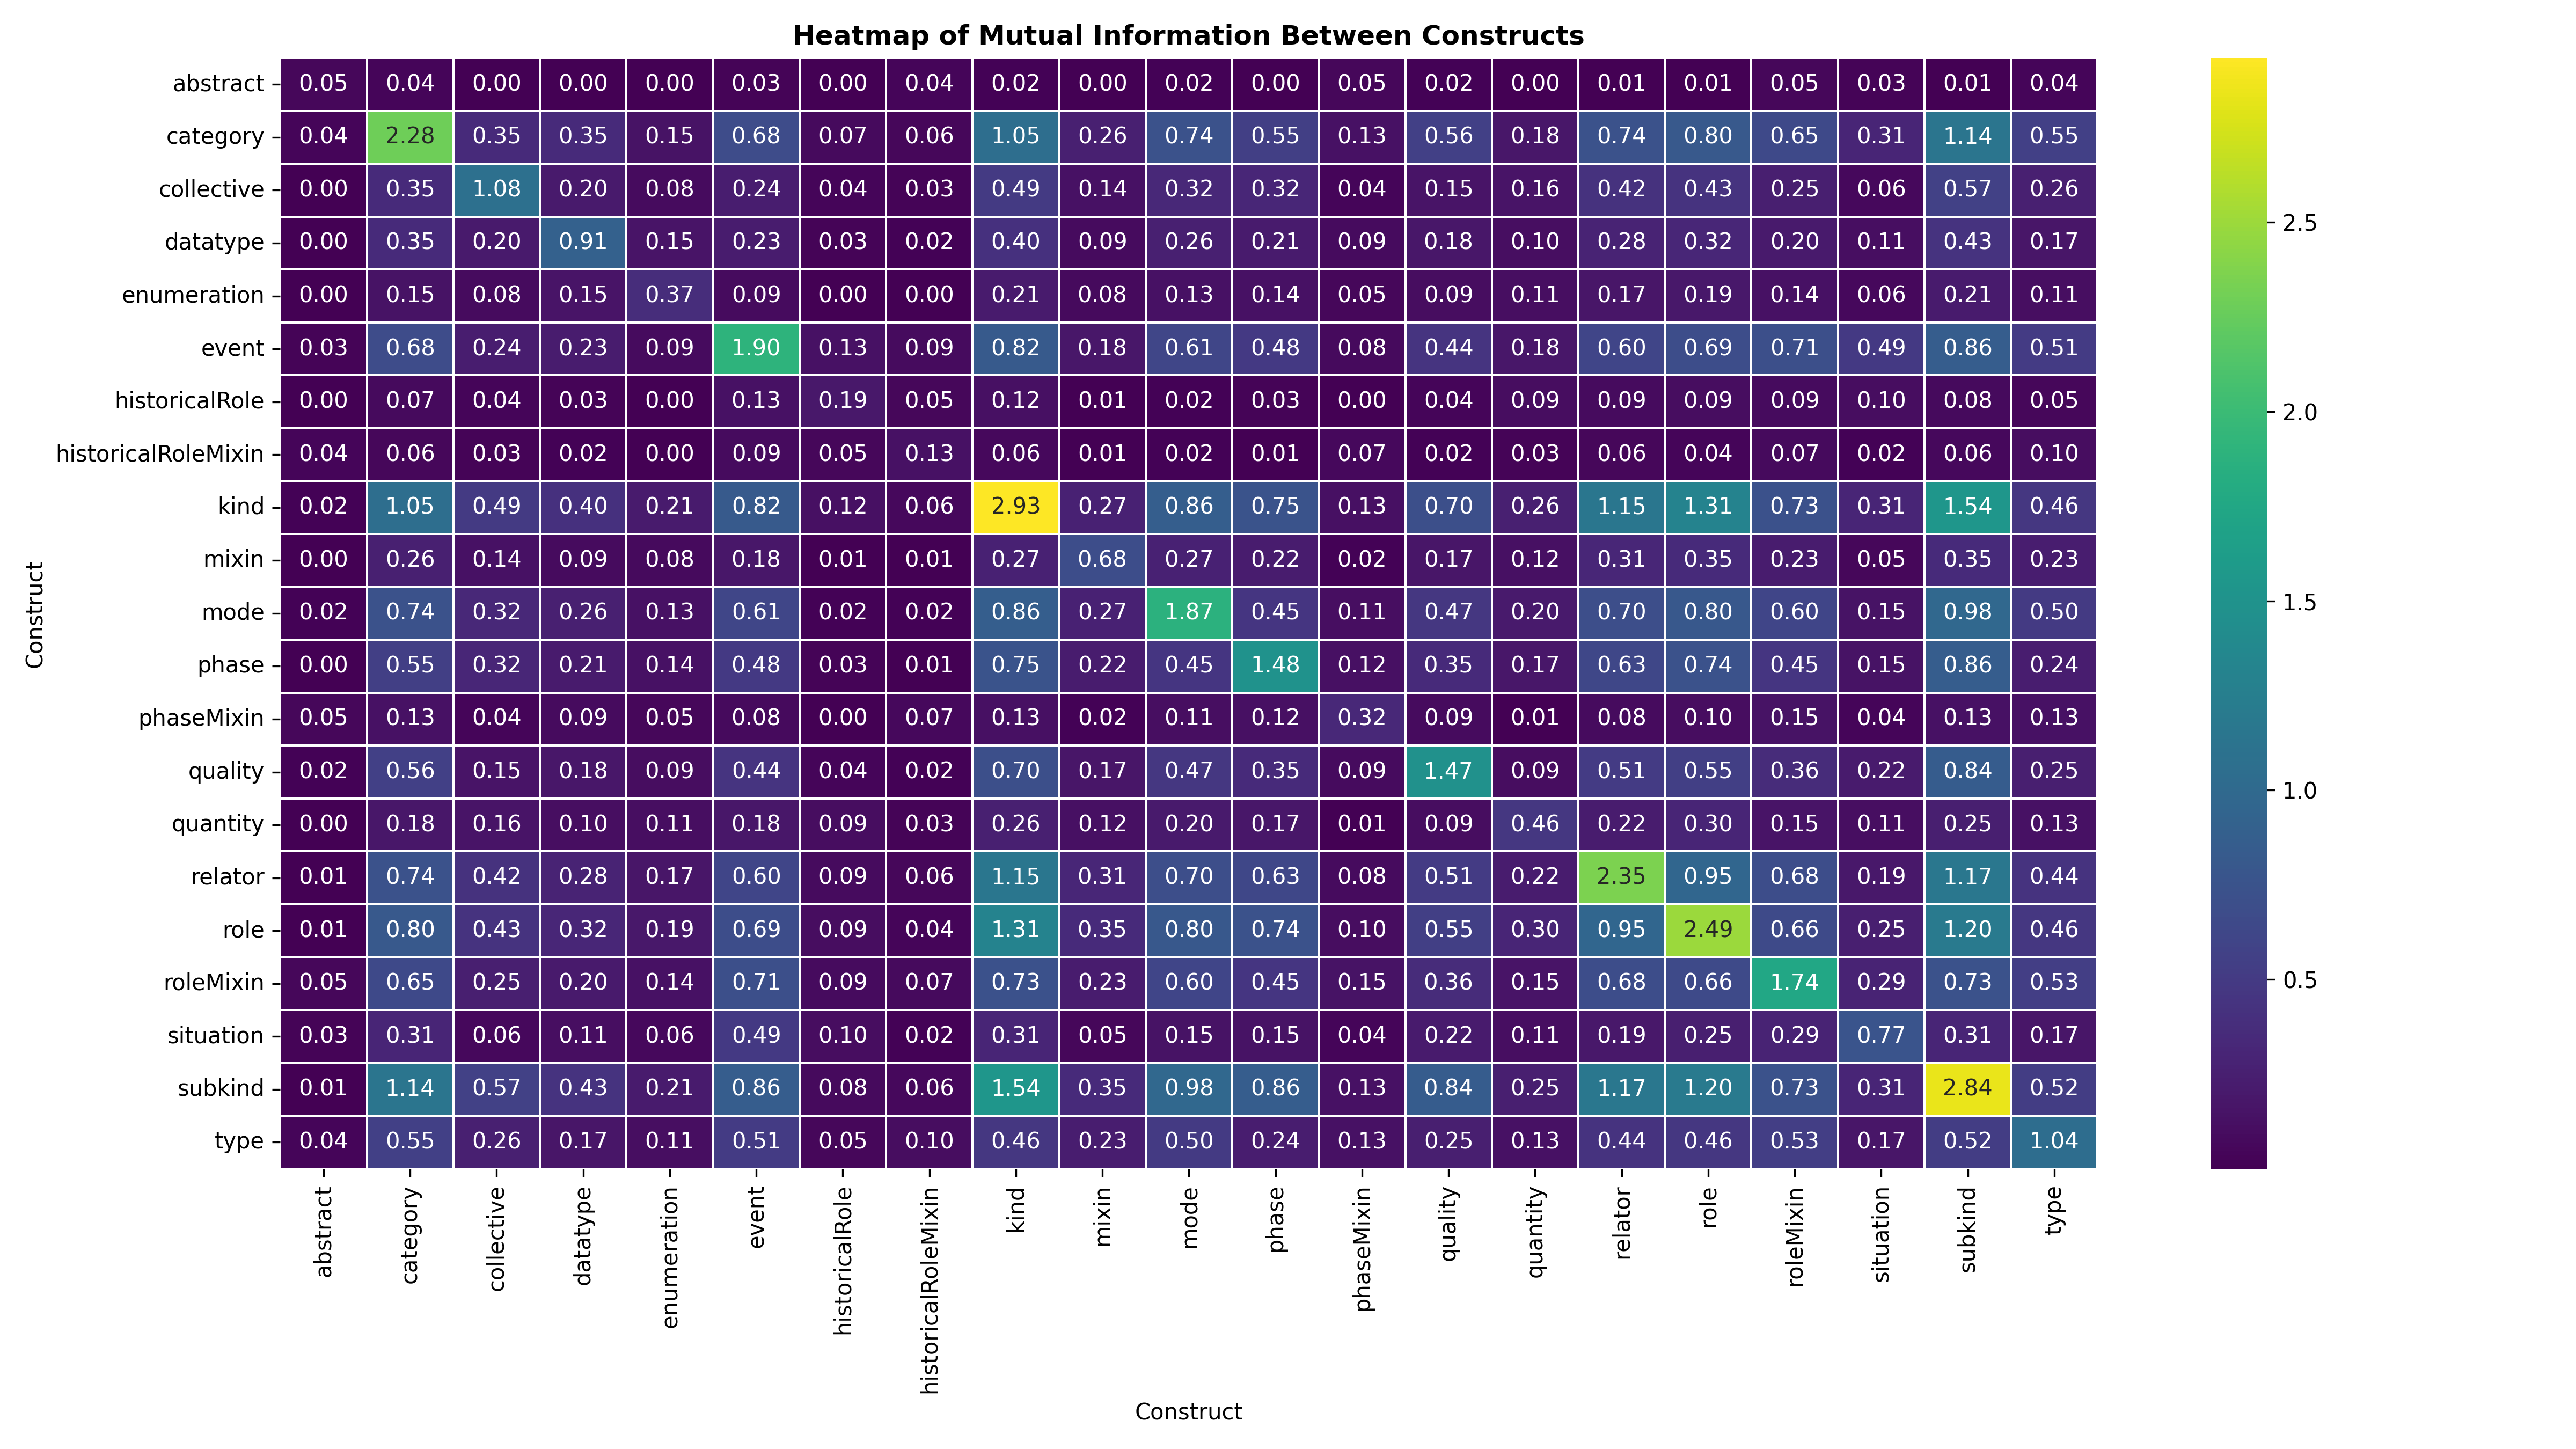 Heatmap of Mutual Information Between Constructs
abstract 0.05 0.04 0.00 0.00 0.00 0.03 0.00 0.04 0.02 0.00 0.02 0.00 0.05 0.02 0.00 0.01 0.01 0.05 0.03 0.01 0.04
category 0.04 2.28 0.35 0.35 0.15 0.68 0.07 0.06 1.05 0.26 0.74 0.55 0.13 0.56 0.18 0.74 0.80 0.65 0.31 1.14 0.55
collective 0.00 0.35 1.08 0.20 0.08 0.24 0.04 0.03 0.49 0.14 0.32 0.32 0.04 0.15 0.16 0.42 0.43 0.25 0.06 0.57 0.26
datatype 0.00 0.35 0.20 0.91 0.15 0.23 0.03 0.02 0.40 0.09 0.26 0.21 0.09 0.18 0.10 0.28 0.32 0.20 0.11 0.43 0.17
enumeration 0.00 0.15 0.08 0.15 0.37 0.09 0.00 0.00 0.21 0.08 0.13 0.14 0.05 0.09 0.11 0.17 0.19 0.14 0.06 0.21 0.11
event 0.03 0.68 0.24 0.23 0.09 1.90 0.13 0.09 0.82 0.18 0.61 0.48 0.08 0.44 0.18 0.60 0.69 0.71 0.49 0.86 0.51
historicalRole 0.00 0.07 0.04 0.03 0.00 0.13 0.19 0.05 0.12 0.01 0.02 0.03 0.00 0.04 0.09 0.09 0.09 0.09 0.10 0.08 0.05
historicalRoleMixin 0.04 0.06 0.03 0.02 0.00 0.09 0.05 0.13 0.06 0.01 0.02 0.01 0.07 0.02 0.03 0.06 0.04 0.07 0.02 0.06 0.10
kind 0.02 1.05 0.49 0.40 0.21 0.82 0.12 0.06 2.93 0.27 0.86 0.75 0.13 0.70 0.26 1.15 1.31 0.73 0.31 1.54 0.46
mixin 0.00 0.26 0.14 0.09 0.08 0.18 0.01 0.01 0.27 0.68 0.27 0.22 0.02 0.17 0.12 0.31 0.35 0.23 0.05 0.35 0.23
mode 0.02 0.74 0.32 0.26 0.13 0.61 0.02 0.02 0.86 0.27 1.87 0.45 0.11 0.47 0.20 0.70 0.80 0.60 0.15 0.98 0.50
phase 0.00 0.55 0.32 0.21 0.14 0.48 0.03 0.01 0.75 0.22 0.45 1.48 0.12 0.35 0.17 0.63 0.74 0.45 0.15 0.86 0.24
phaseMixin 0.05 0.13 0.04 0.09 0.05 0.08 0.00 0.07 0.13 0.02 0.11 0.12 0.32 0.09 0.01 0.08 0.10 0.15 0.04 0.13 0.13
quality 0.02 0.56 0.15 0.18 0.09 0.44 0.04 0.02 0.70 0.17 0.47 0.35 0.09 1.47 0.09 0.51 0.55 0.36 0.22 0.84 0.25
quantity 0.00 0.18 0.16 0.10 0.11 0.18 0.09 0.03 0.26 0.12 0.20 0.17 0.01 0.09 0.46 0.22 0.30 0.15 0.11 0.25 0.13
relator 0.01 0.74 0.42 0.28 0.17 0.60 0.09 0.06 1.15 0.31 0.70 0.63 0.08 0.51 0.22 2.35 0.95 0.68 0.19 1.17 0.44
role 0.01 0.80 0.43 0.32 0.19 0.69 0.09 0.04 1.31 0.35 0.80 0.74 0.10 0.55 0.30 0.95 2.49 0.66 0.25 1.20 0.46
roleMixin 0.05 0.65 0.25 0.20 0.14 0.71 0.09 0.07 0.73 0.23 0.60 0.45 0.15 0.36 0.15 0.68 0.66 1.74 0.29 0.73 0.53
situation 0.03 0.31 0.06 0.11 0.06 0.49 0.10 0.02 0.31 0.05 0.15 0.15 0.04 0.22 0.11 0.19 0.25 0.29 0.77 0.31 0.17
subkind 0.01 1.14 0.57 0.43 0.21 0.86 0.08 0.06 1.54 0.35 0.98 0.86 0.13 0.84 0.25 1.17 1.20 0.73 0.31 2.84 0.52
type 0.04 0.55 0.26 0.17 0.11 0.51 0.05 0.10 0.46 0.23 0.50 0.24 0.13 0.25 0.13 0.44 0.46 0.53 0.17 0.52 1.04
Construct
abstract
category
collective
datatype
enumeration
event
historicalRole
historicalRoleMixin
kind
mixin
mode
phase
phaseMixin
quality
quantity
relator
role
roleMixin
situation
subkind
type
Construct
2.5
2.0
1.5
1.0
0.5